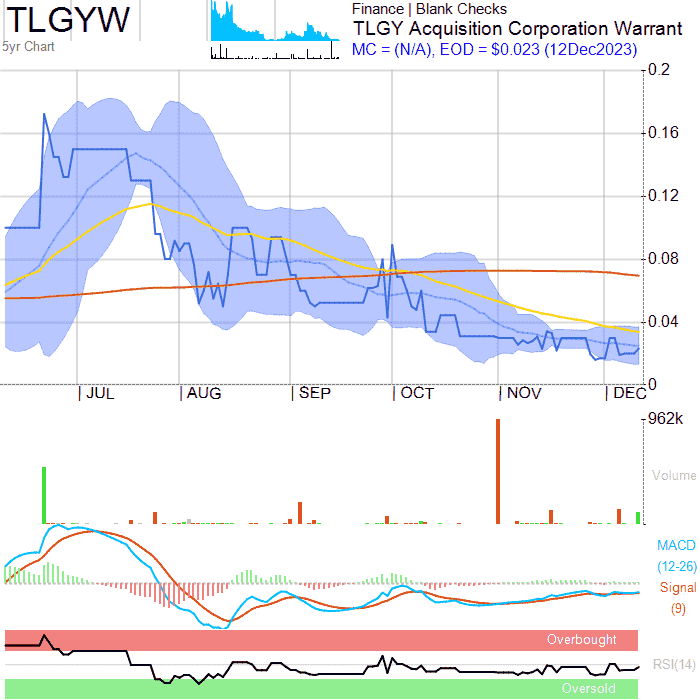 TLGYW
5yr Chart
Finance | Blank Checks
TLGY Acquisition Corporation Warrant
MC = (N/A), EOD = $0.023 (12Dec2023)
0.2
0.16
0.12
0.08
0.04
0
JUL AUG SEP OCT NOV DEC
962k
Volume
MACD
(12-26)
Signal
(9)
Overbought
RSI(14)
Oversold